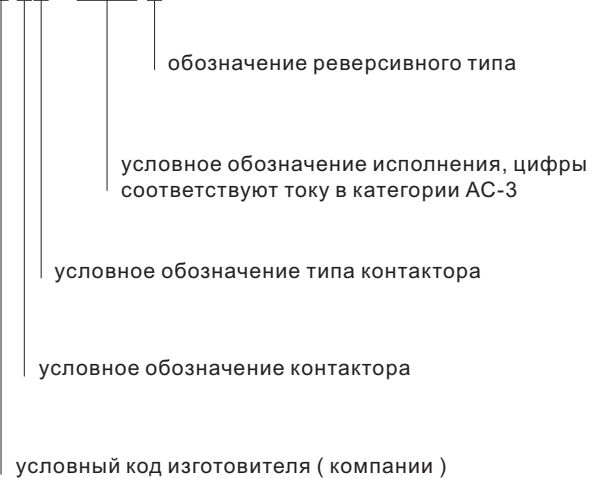 обозначение реверсивного типа
условное обозначение исполнения, цифры
соответствуют току в категории АС-3
условное обозначение типа контактора
условное обозначение контактора
условный код изготовителя ( компании )